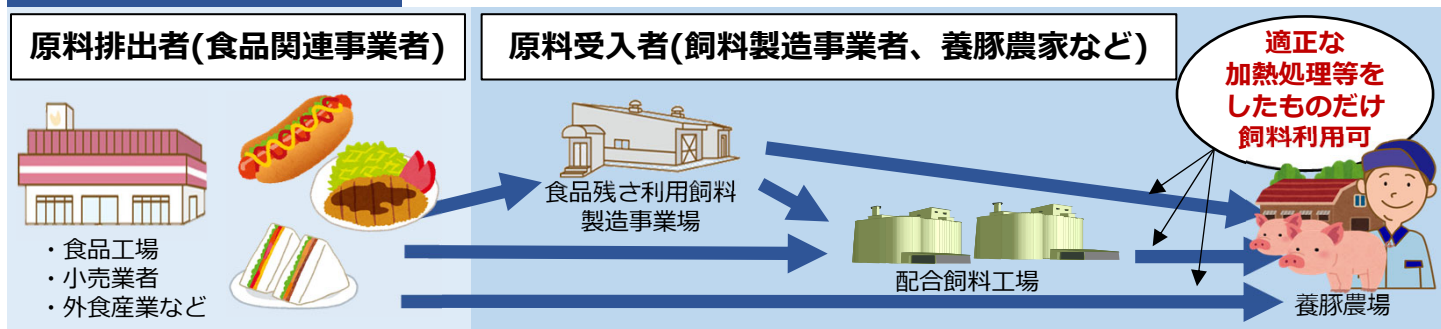 原料排出者(食品関連事業者)
原料受入者(飼料製造事業者、養豚農家など)
適正な
加熱処理等を
したものだけ
飼料利用可
・食品工場
・小売業者
・外食産業など
食品残さ利用飼料
製造事業場
配合飼料工場
養豚農場